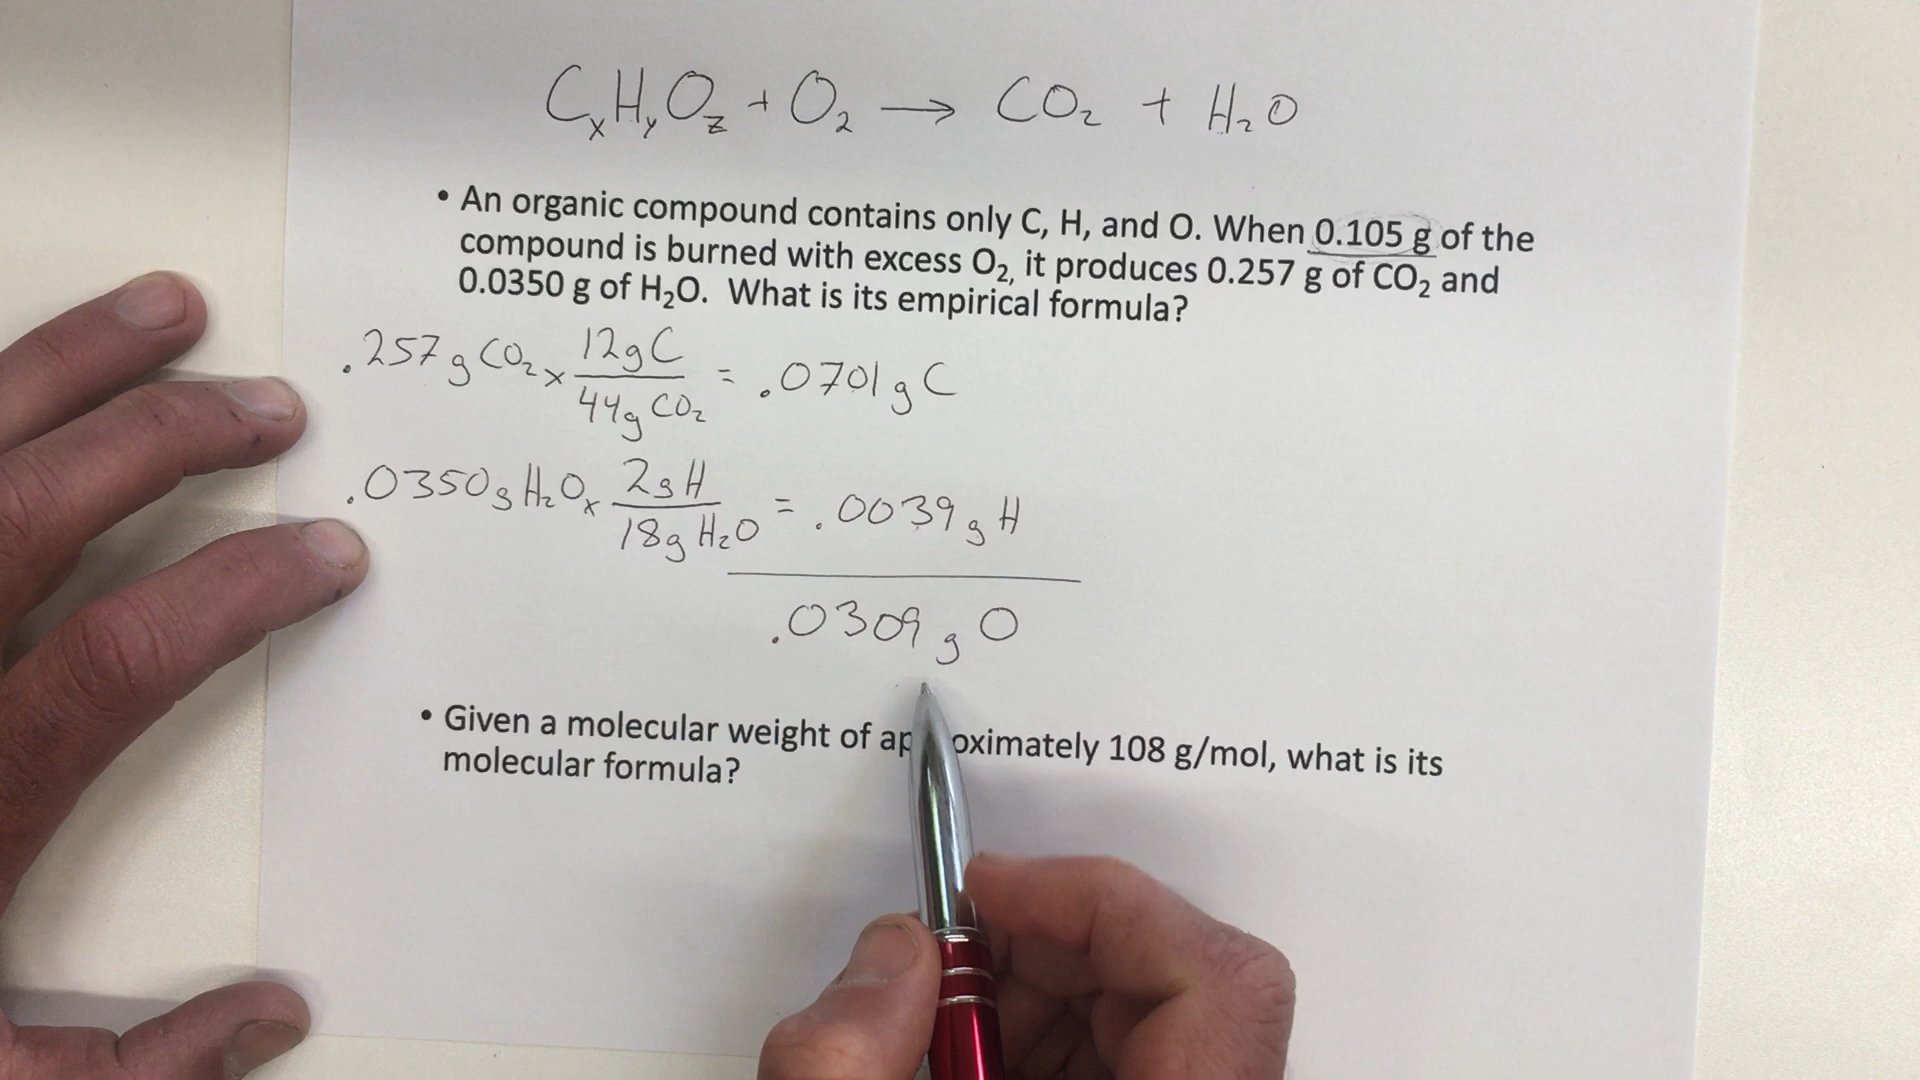 CxHyOz + O₂ → CO₂ + H₂O
• An organic compound contains only C, H, and O. When 0.105 g of the
compound is burned with excess O₂, it produces 0.257 g of CO₂ and
0.0350 g of H₂O. What is its empirical formula?
.257 g CO₂ x 12g C / 44g CO₂ = .0701 g C
.0350g H₂O x 2g H / 18g H₂O = .0039 g H
.0309 g O
• Given a molecular weight of ap oximately 108 g/mol, what is its
molecular formula?